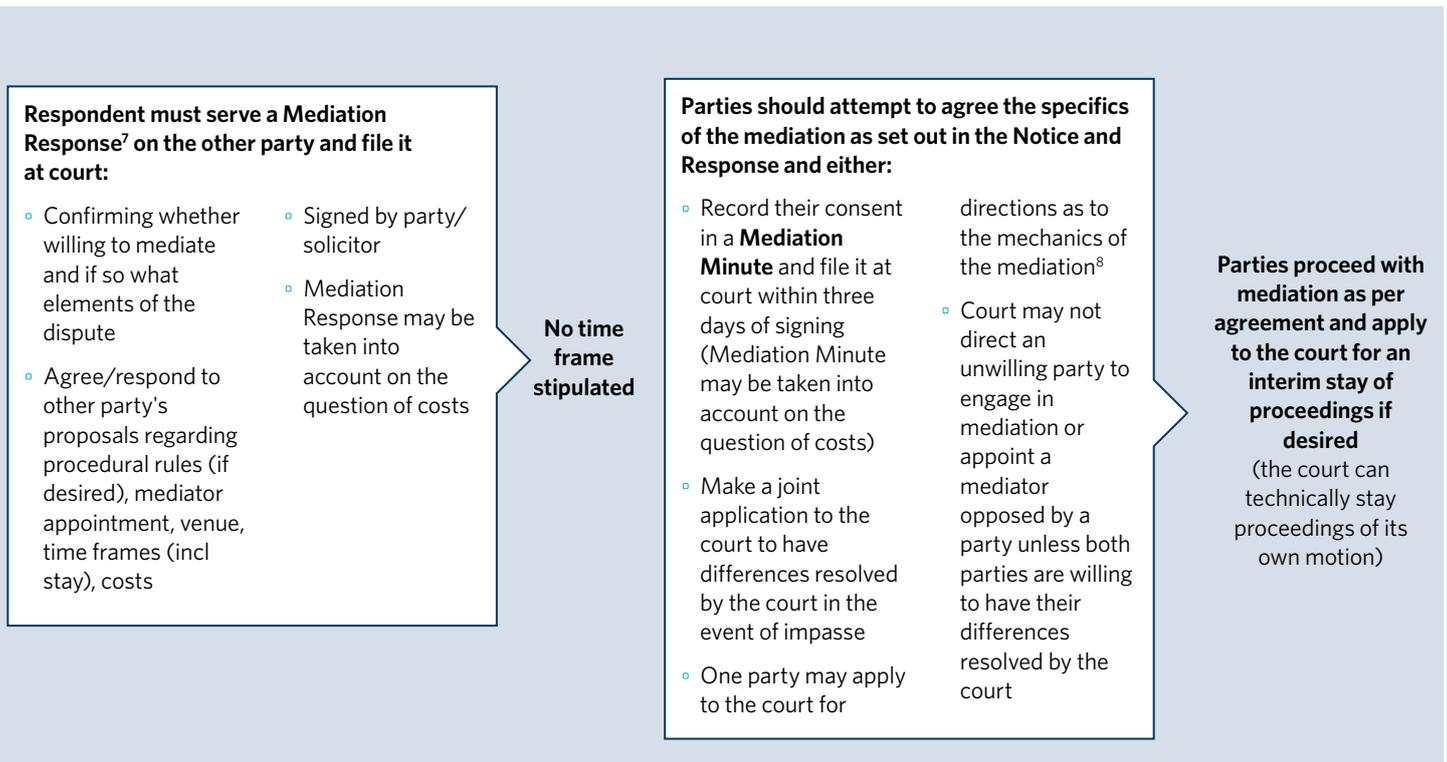 Respondent must serve a Mediation
Response⁷ on the other party and file it
at court:
▫ Confirming whether
willing to mediate
and if so what
elements of the
dispute
▫ Agree/respond to
other party's
proposals regarding
procedural rules (if
desired), mediator
appointment, venue,
time frames (incl
stay), costs
▫ Signed by party/
solicitor
▫ Mediation
Response may be
taken into
account on the
question of costs
No time
frame
stipulated
Parties should attempt to agree the specifics
of the mediation as set out in the Notice and
Response and either:
▫ Record their consent
in a Mediation
Minute and file it at
court within three
days of signing
(Mediation Minute
may be taken into
account on the
question of costs)
▫ Make a joint
application to the
court to have
differences resolved
by the court in the
event of impasse
▫ One party may apply
to the court for
directions as to
the mechanics of
the mediation⁸
▫ Court may not
direct an
unwilling party to
engage in
mediation or
appoint a
mediator
opposed by a
party unless both
parties are willing
to have their
differences
resolved by the
court
Parties proceed with
mediation as per
agreement and apply
to the court for an
interim stay of
proceedings if
desired
(the court can
technically stay
proceedings of its
own motion)